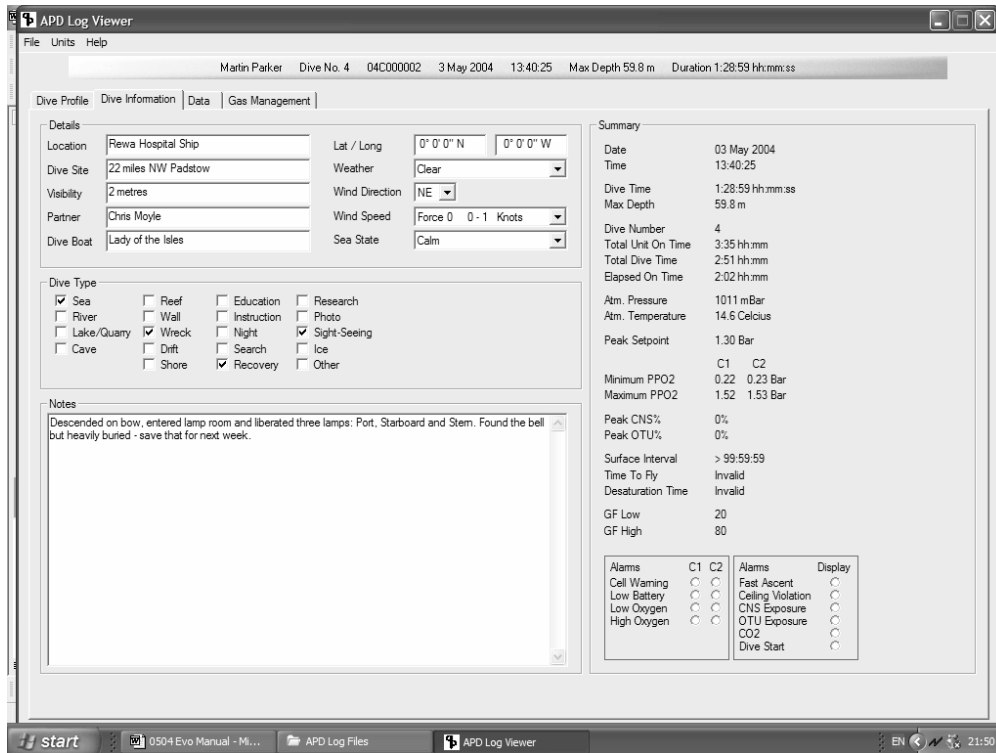 APD Log Viewer
File Units Help
Martin Parker Dive No. 4 04C000002 3 May 2004 13:40:25 Max Depth 59.8 m Duration 1:28:59 hh:mm:ss
Dive Profile Dive Information Data Gas Management
Details
Location Rewa Hospital Ship
Dive Site 22 miles NW Padstow
Visibility 2 metres
Partner Chris Moyle
Dive Boat Lady of the Isles
Lat / Long 0° 0' 0'' N 0° 0' 0'' W
Weather Clear
Wind Direction NE
Wind Speed Force 0 0 - 1 Knots
Sea State Calm
Dive Type
Sea Reef Education Research
River Wall Instruction Photo
Lake/Quarry Wreck Night Sight-Seeing
Cave Drift Search Ice
Shore Recovery Other
Notes
Descended on bow, entered lamp room and liberated three lamps: Port, Starboard and Stern. Found the bell
but heavily buried - save that for next week.
Summary
Date 03 May 2004
Time 13:40:25
Dive Time 1:28:59 hh:mm:ss
Max Depth 59.8 m
Dive Number 4
Total Unit On Time 3:35 hh:mm
Total Dive Time 2:51 hh:mm
Elapsed On Time 2:02 hh:mm
Atm. Pressure 1011 mBar
Atm. Temperature 14.6 Celcius
Peak Setpoint 1.30 Bar
C1 C2
Minimum PPO2 0.22 0.23 Bar
Maximum PPO2 1.52 1.53 Bar
Peak CNS% 0%
Peak OTU% 0%
Surface Interval > 99:59:59
Time To Fly Invalid
Desaturation Time Invalid
GF Low 20
GF High 80
Alarms C1 C2
Cell Warning
Low Battery
Low Oxygen
High Oxygen
Alarms Display
Fast Ascent
Ceiling Violation
CNS Exposure
OTU Exposure
CO2
Dive Start
start 0504 Evo Manual - Mi... APD Log Files APD Log Viewer EN 21:50